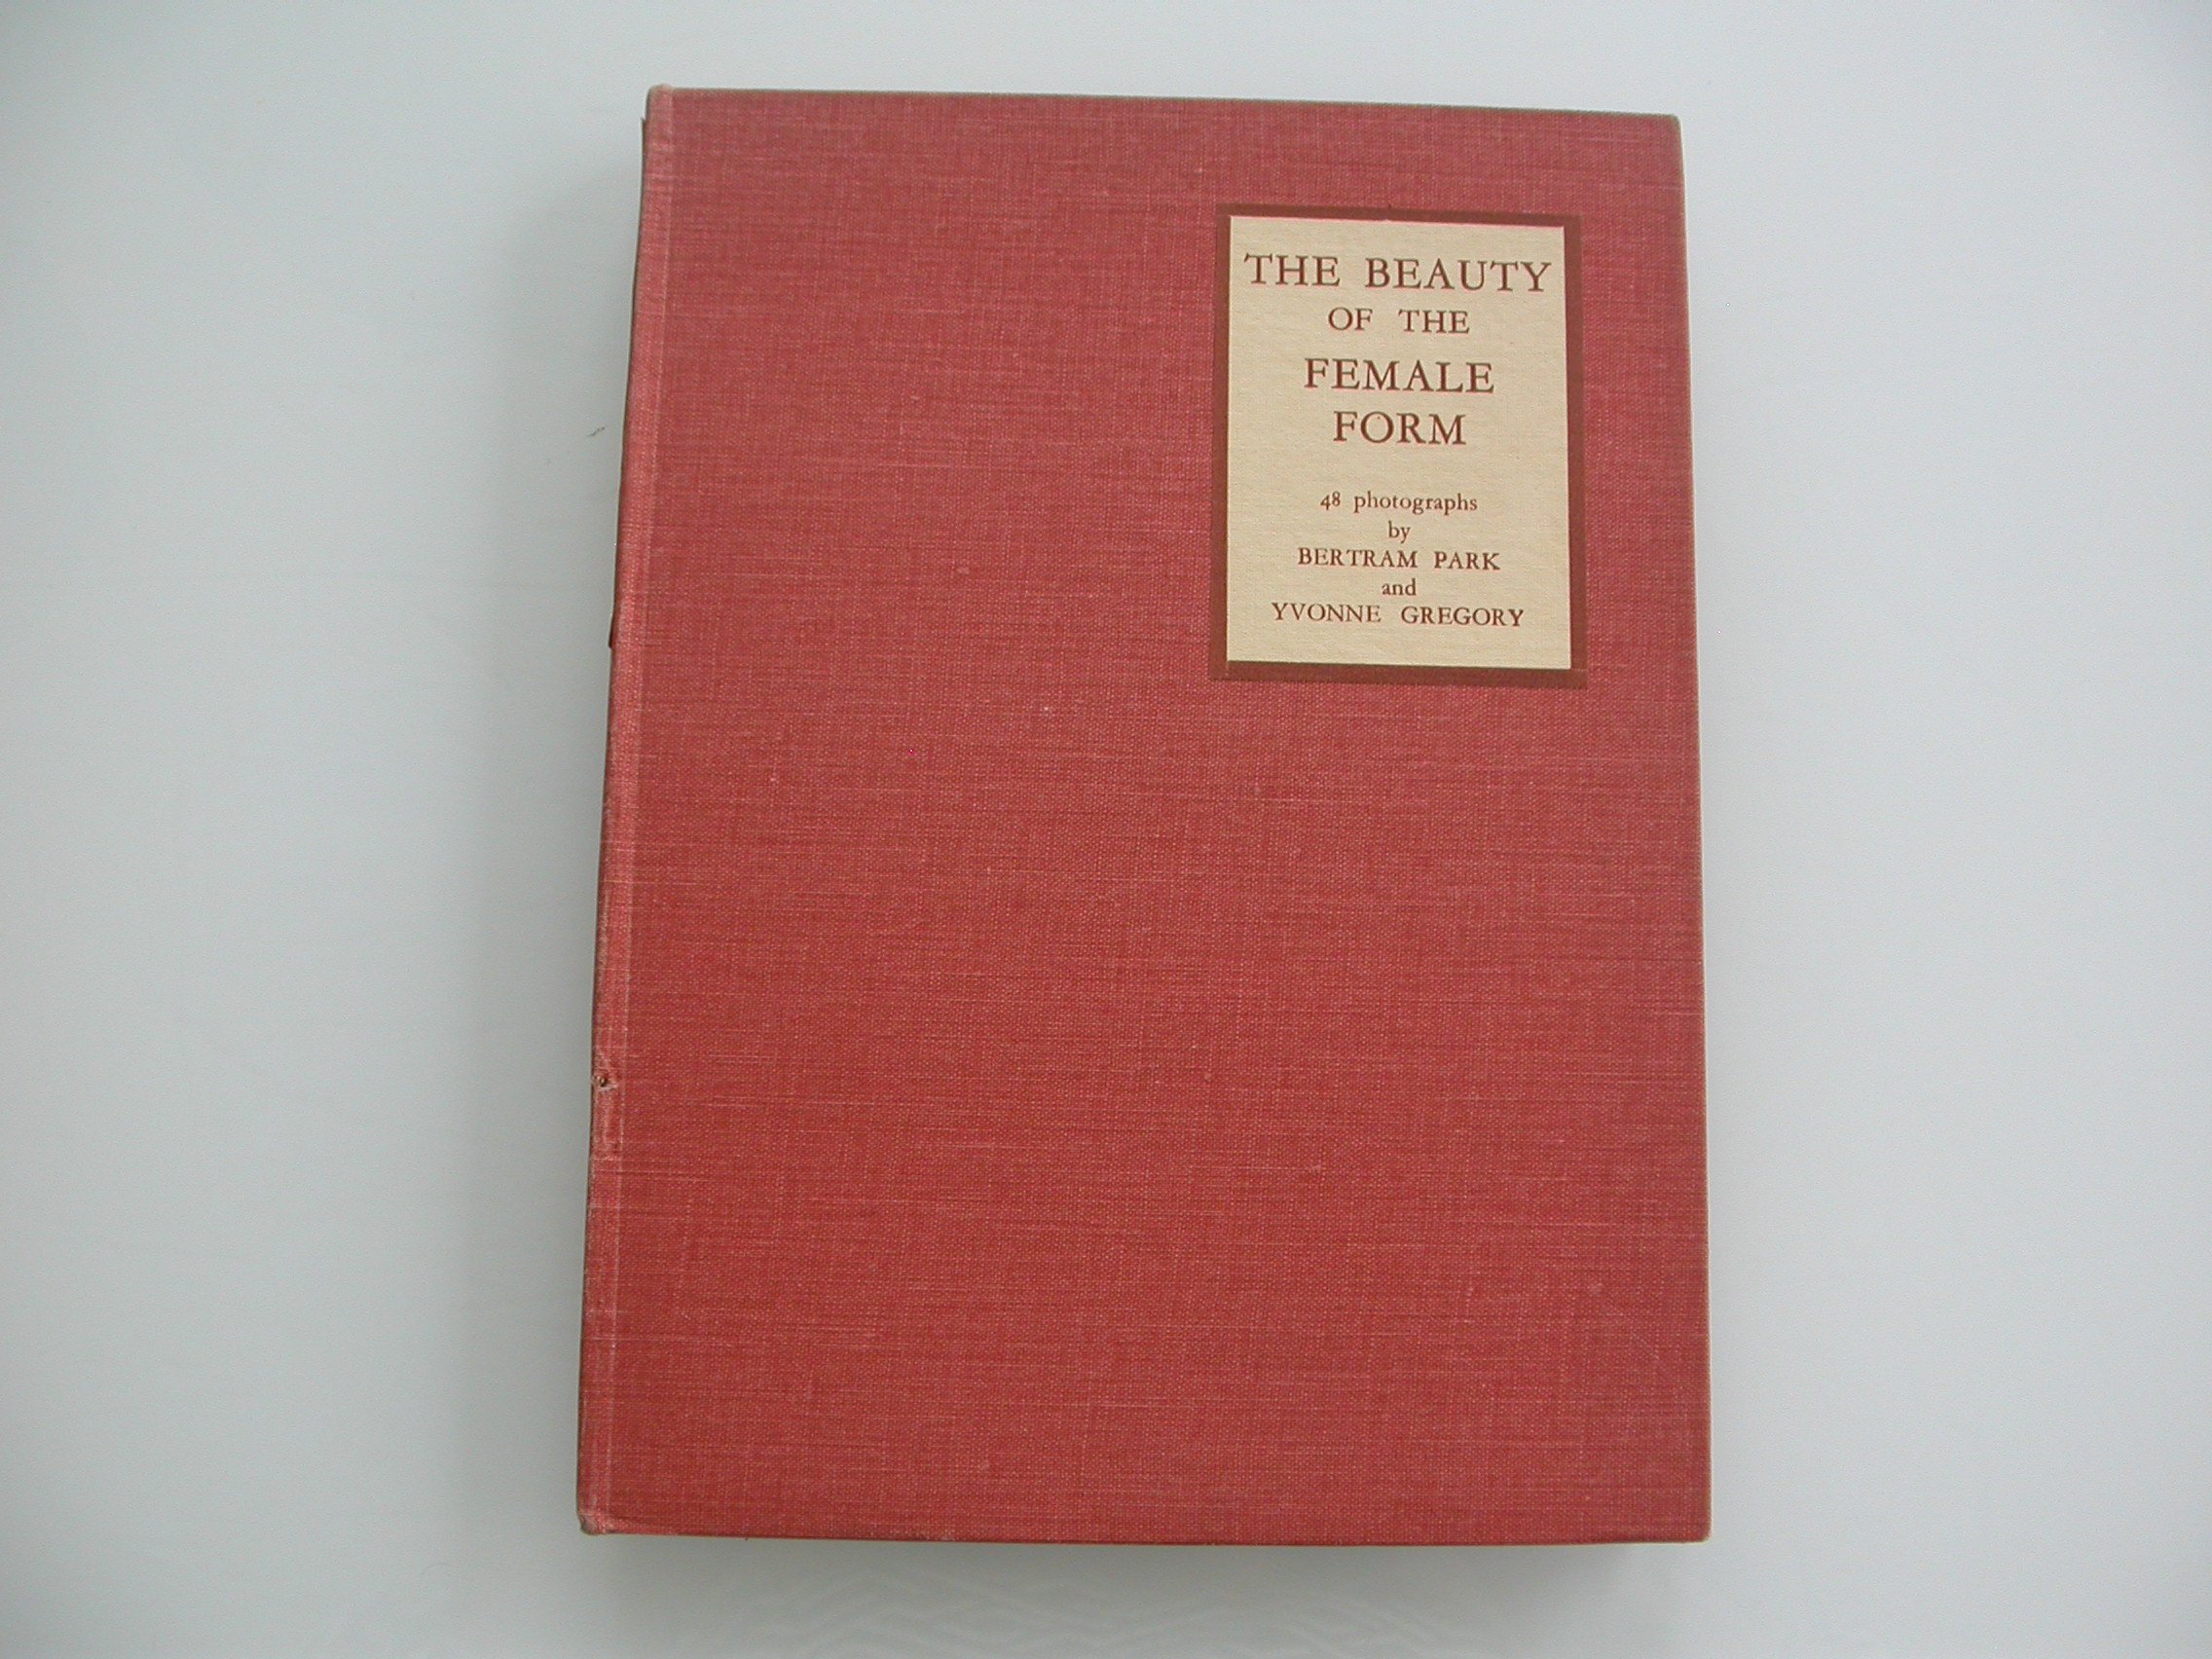 THE BEAUTY
OF THE
FEMALE
FORM
48 photographs
by
BERTRAM PARK
and
YVONNE GREGORY